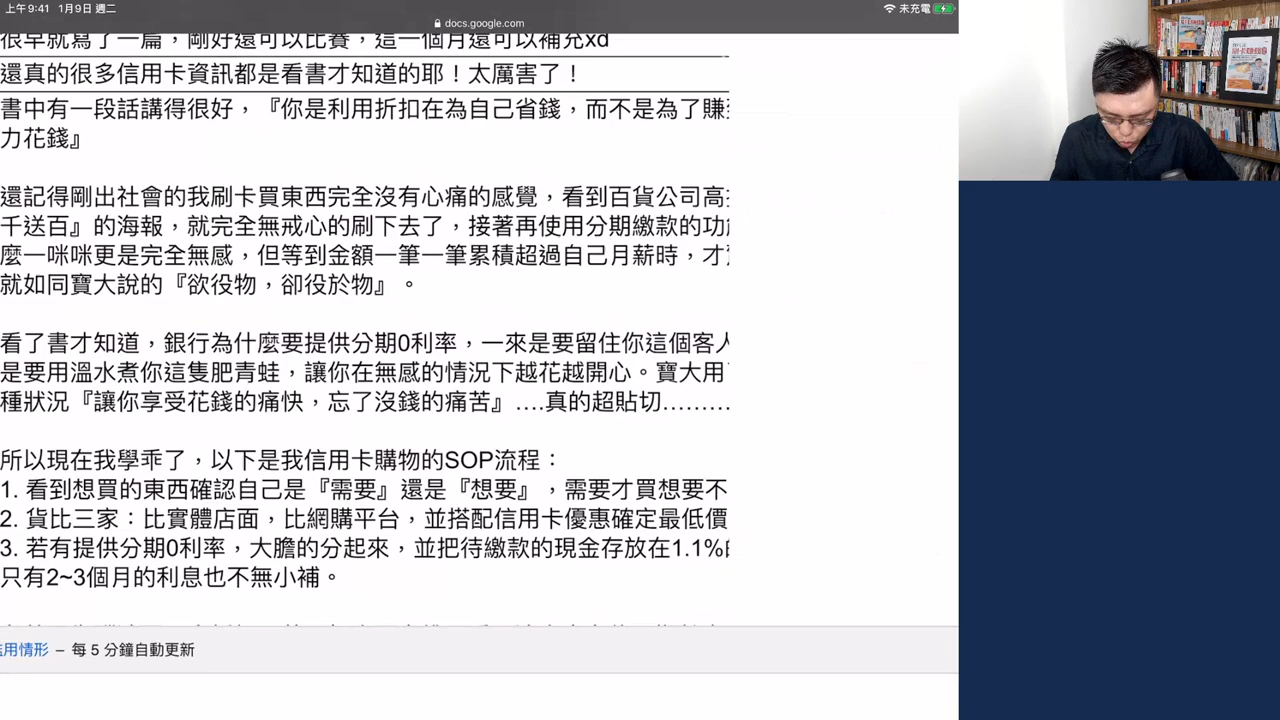 上午9:41 1月9日 週二
未充電
docs.google.com
很早就寫了一篇，剛好還可以比賽，這一個月還可以補充xd
還真的很多信用卡資訊都是看書才知道的耶！太厲害了！
書中有一段話講得很好，『你是利用折扣在為自己省錢，而不是為了賺
力花錢』
還記得剛出社會的我刷卡買東西完全沒有心痛的感覺，看到百貨公司高
千送百』的海報，就完全無戒心的刷下去了，接著再使用分期繳款的功
麼一咪咪更是完全無感，但等到金額一筆一筆累積超過自己月薪時，才
就如同寶大說的『欲役物，卻役於物』。
看了書才知道，銀行為什麼要提供分期0利率，一來是要留住你這個客人
是要用溫水煮你這隻肥青蛙，讓你在無感的情況下越花越開心。寶大用
種狀況『讓你享受花錢的痛快，忘了沒錢的痛苦』....真的超貼切.........
所以現在我學乖了，以下是我信用卡購物的SOP流程：
1. 看到想買的東西確認自己是『需要』還是『想要』，需要才買想要不
2. 貨比三家：比實體店面，比網購平台，並搭配信用卡優惠確定最低價
3. 若有提供分期0利率，大膽的分起來，並把待繳款的現金存放在1.1%
只有2~3個月的利息也不無小補。
用情形 – 每 5 分鐘自動更新